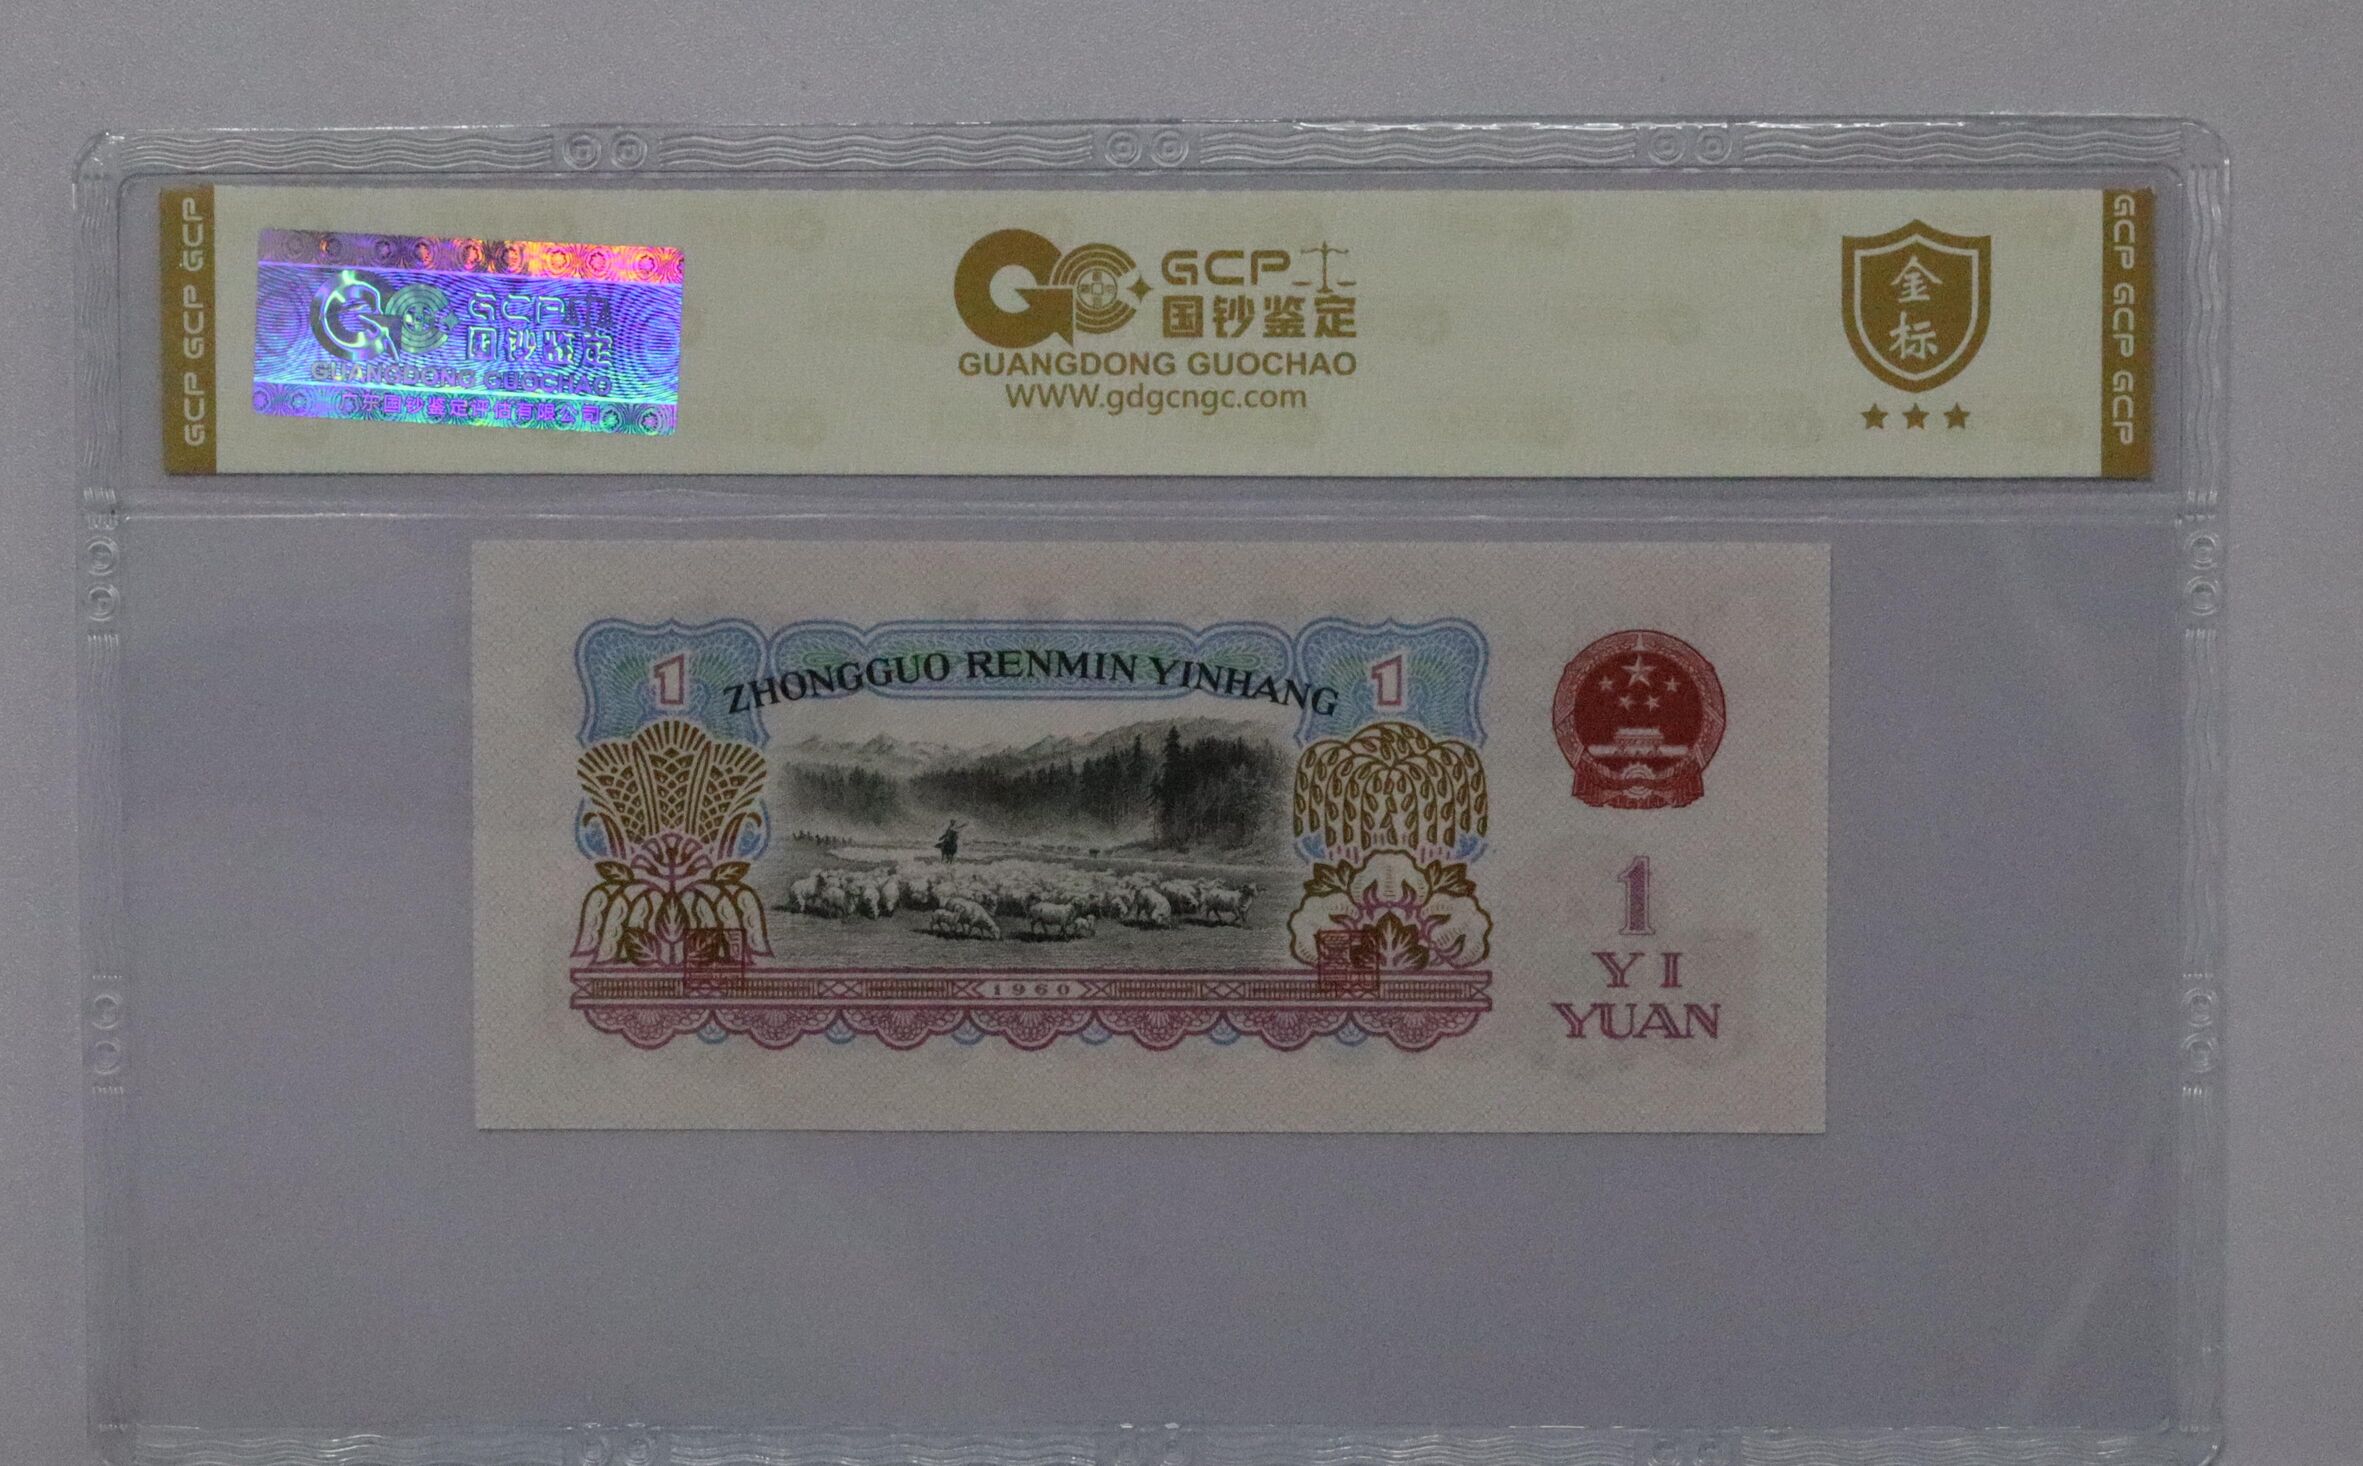 GCP GCP GCP
GCP 国钞鉴定
GUANGDONG GUOCHAO
广东国钞鉴定评估有限公司
GCP
国钞鉴定
GUANGDONG GUOCHAO
WWW.gdgcngc.com
金标
GCP GCP GCP
ZHONGGUO RENMIN YINHANG
1
1
1960
1
YI
YUAN